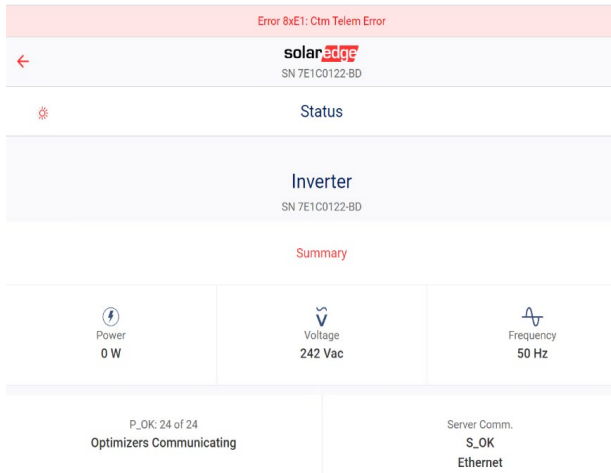 Error 8xE1: Ctm Telem Error
solaredge
SN 7E1C0122-BD
Status
Inverter
SN 7E1C0122-BD
Summary
Power
0 W
Voltage
242 Vac
Frequency
50 Hz
P_OK: 24 of 24
Optimizers Communicating
Server Comm.
S_OK
Ethernet